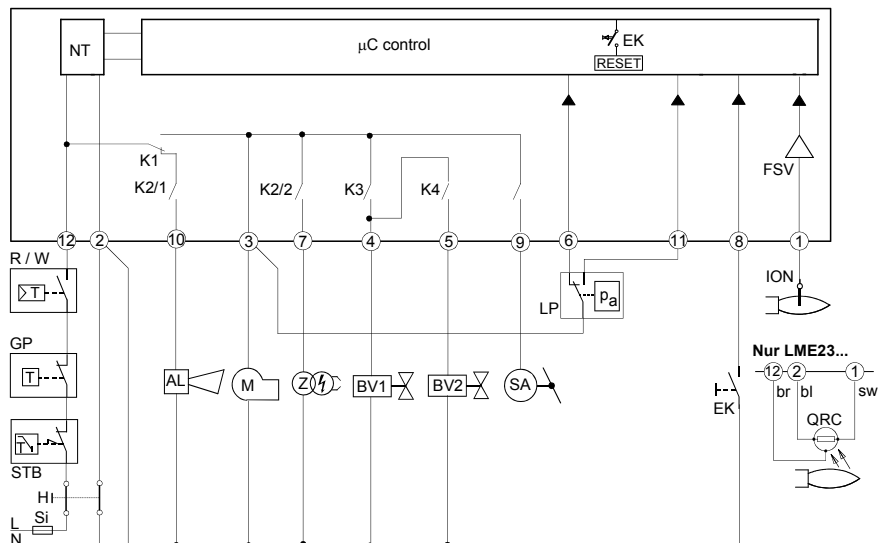 NT
µC control
EK
RESET
K1
K2/1
K2/2
K3
K4
FSV
12
2
10
3
7
4
5
9
6
11
8
1
R / W
T
LP
pa
ION
GP
T
AL
M
Z
BV1
BV2
SA
EK
Nur LME23...
12
2
1
br
bl
sw
QRC
T
STB
H
L
Si
N